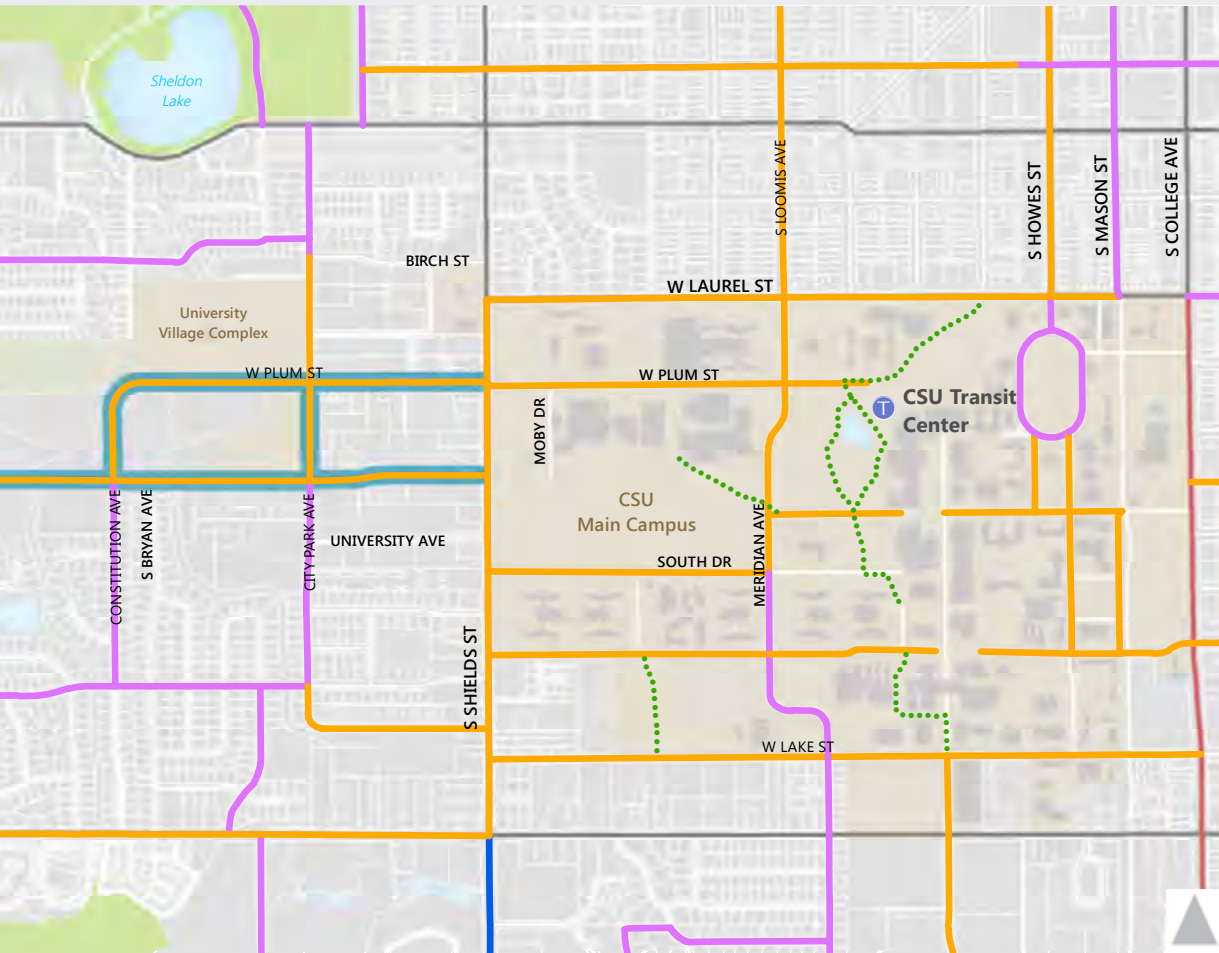 Sheldon
Lake
S LOOMIS AVE
S HOWES ST
S MASON ST
S COLLEGE AVE
BIRCH ST
W LAUREL ST
University
Village Complex
W PLUM ST
W PLUM ST
MOBY DR
T
CSU Transit
Center
CSU
Main Campus
CONSTITUTION AVE
S BRYAN AVE
CITY PARK AVE
UNIVERSITY AVE
SOUTH DR
MERIDIAN AVE
S SHIELDS ST
W LAKE ST